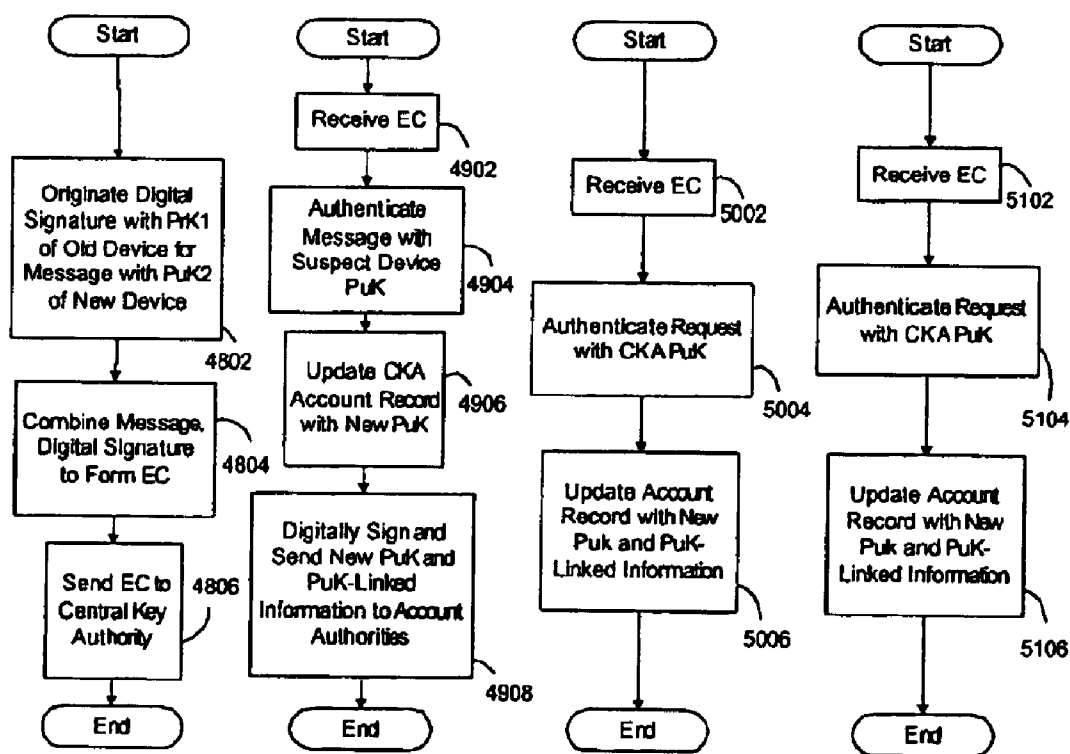 Start
Originate Digital
Signature with PrK1
of Old Device for
Message with PuK2
of New Device
4802
Combine Message,
Digital Signature
to Form EC
4804
Send EC to
Central Key
Authority
4806
End
Start
Receive EC
4902
Authenticate
Message with
Suspect Device
PuK
4904
Update CKA
Account Record
with New PuK
4906
Digitally Sign and
Send New PuK and
PuK-Linked
Information to Account
Authorities
4908
End
Start
Receive EC
5002
Authenticate Request
with CKA PuK
5004
Update Account
Record with New
Puk and PuK-
Linked Information
5006
End
Start
Receive EC
5102
Authenticate Request
with CKA PuK
5104
Update Account
Record with New
Puk and PuK-
Linked Information
5106
End